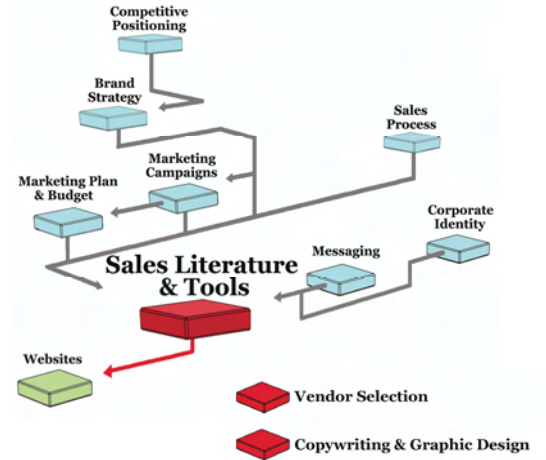 Competitive
Positioning
Brand
Strategy
Sales
Process
Marketing
Campaigns
Marketing Plan
& Budget
Corporate
Identity
Messaging
Sales Literature
& Tools
Websites
Vendor Selection
Copywriting & Graphic Design